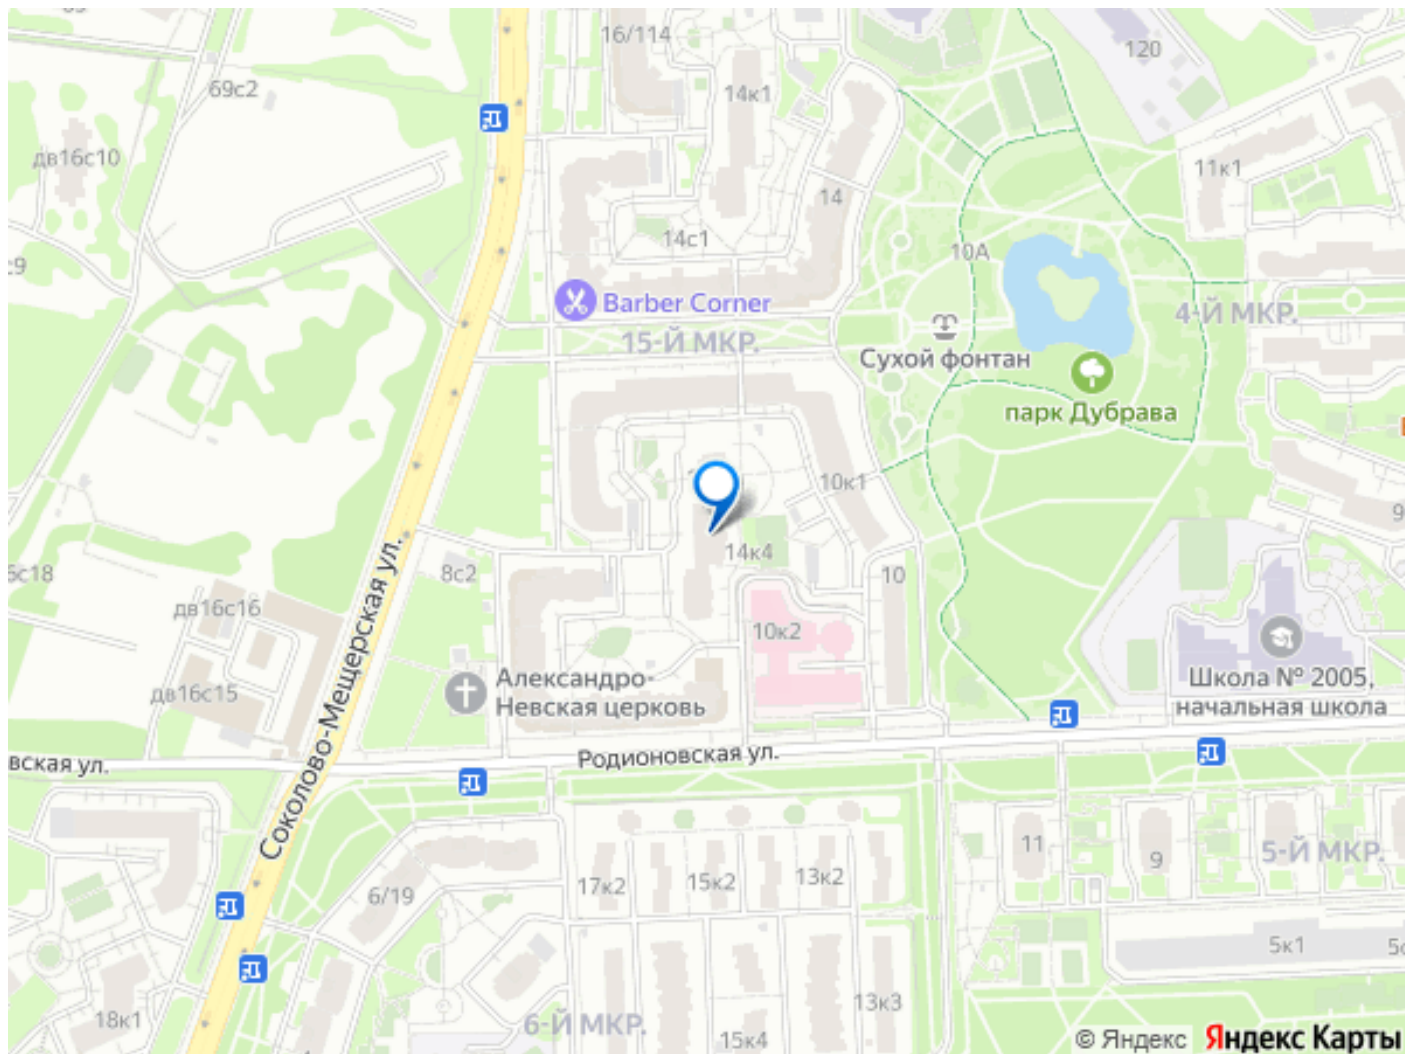 16/114
120
69с2
14к1
дв16с10
11к1
14
14с1
10А
Barber Corner
4-Й МКР.
15-Й МКР.
Сухой фонтан
парк Дубрава
10к1
14к4
8с2
10
дв16с16
10к2
Соколово-Мещерская ул.
Александро-
Невская церковь
дв16с15
Школа № 2005,
начальная школа
Родионовская ул.
вская ул.
11
9
5-Й МКР.
17к2
15к2
13к2
6/19
5к1
13к3
18к1
6-Й МКР.
15к4
© Яндекс Яндекс Карты